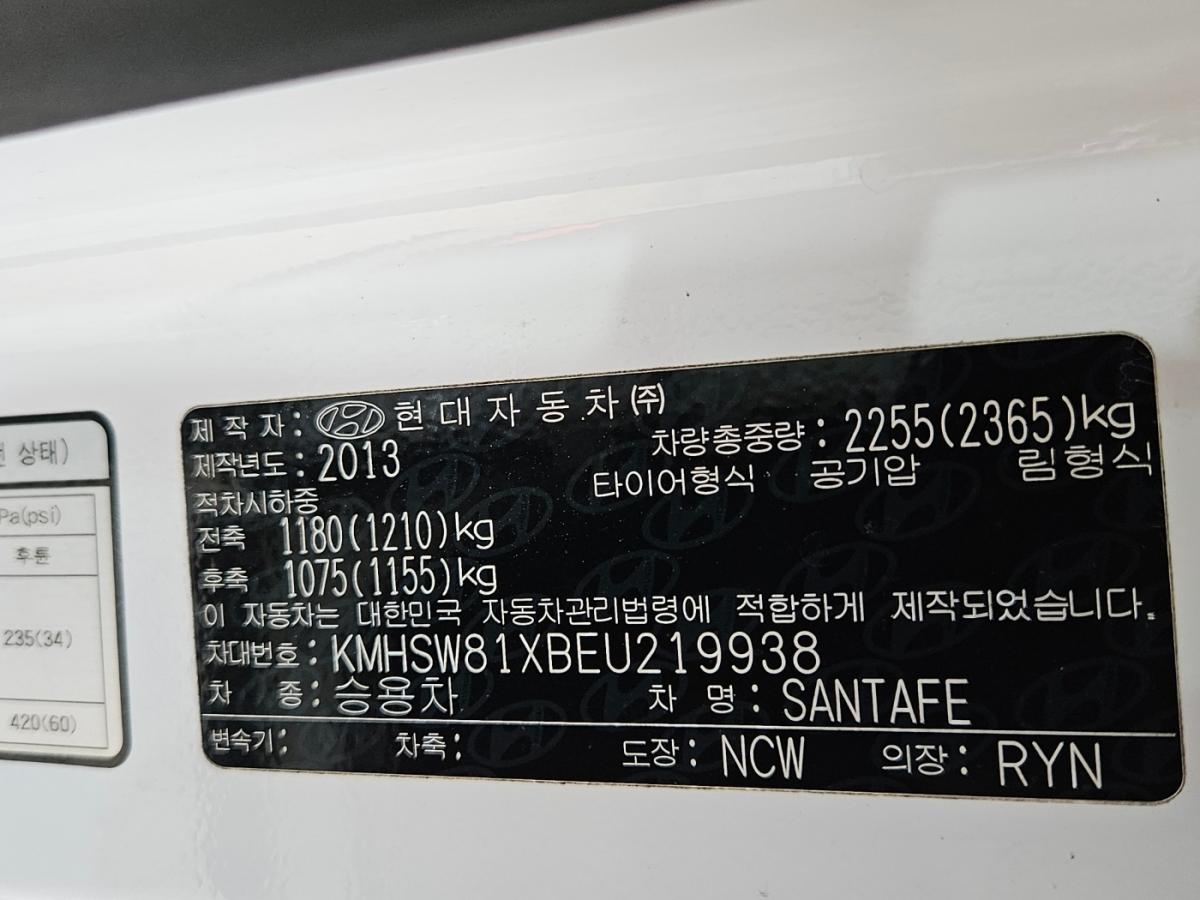 상태)
Pa(psi)
후륜
235(34)
420(60)
제 작 자 : 현 대 자 동 차 ㈜
제작년도 : 2013
차량총중량 : 2255(2365)kg
적차시하중
타이어형식 공기압 림형식
전축 1180(1210)kg
후축 1075(1155)kg
이 자동차는 대한민국 자동차관리법령에 적합하게 제작되었습니다.
차대번호 : KMHSW81XBEU219938
차 종 : 승용차 차 명 : SANTAFE
변속기: 차축: 도장: NCW 의장: RYN